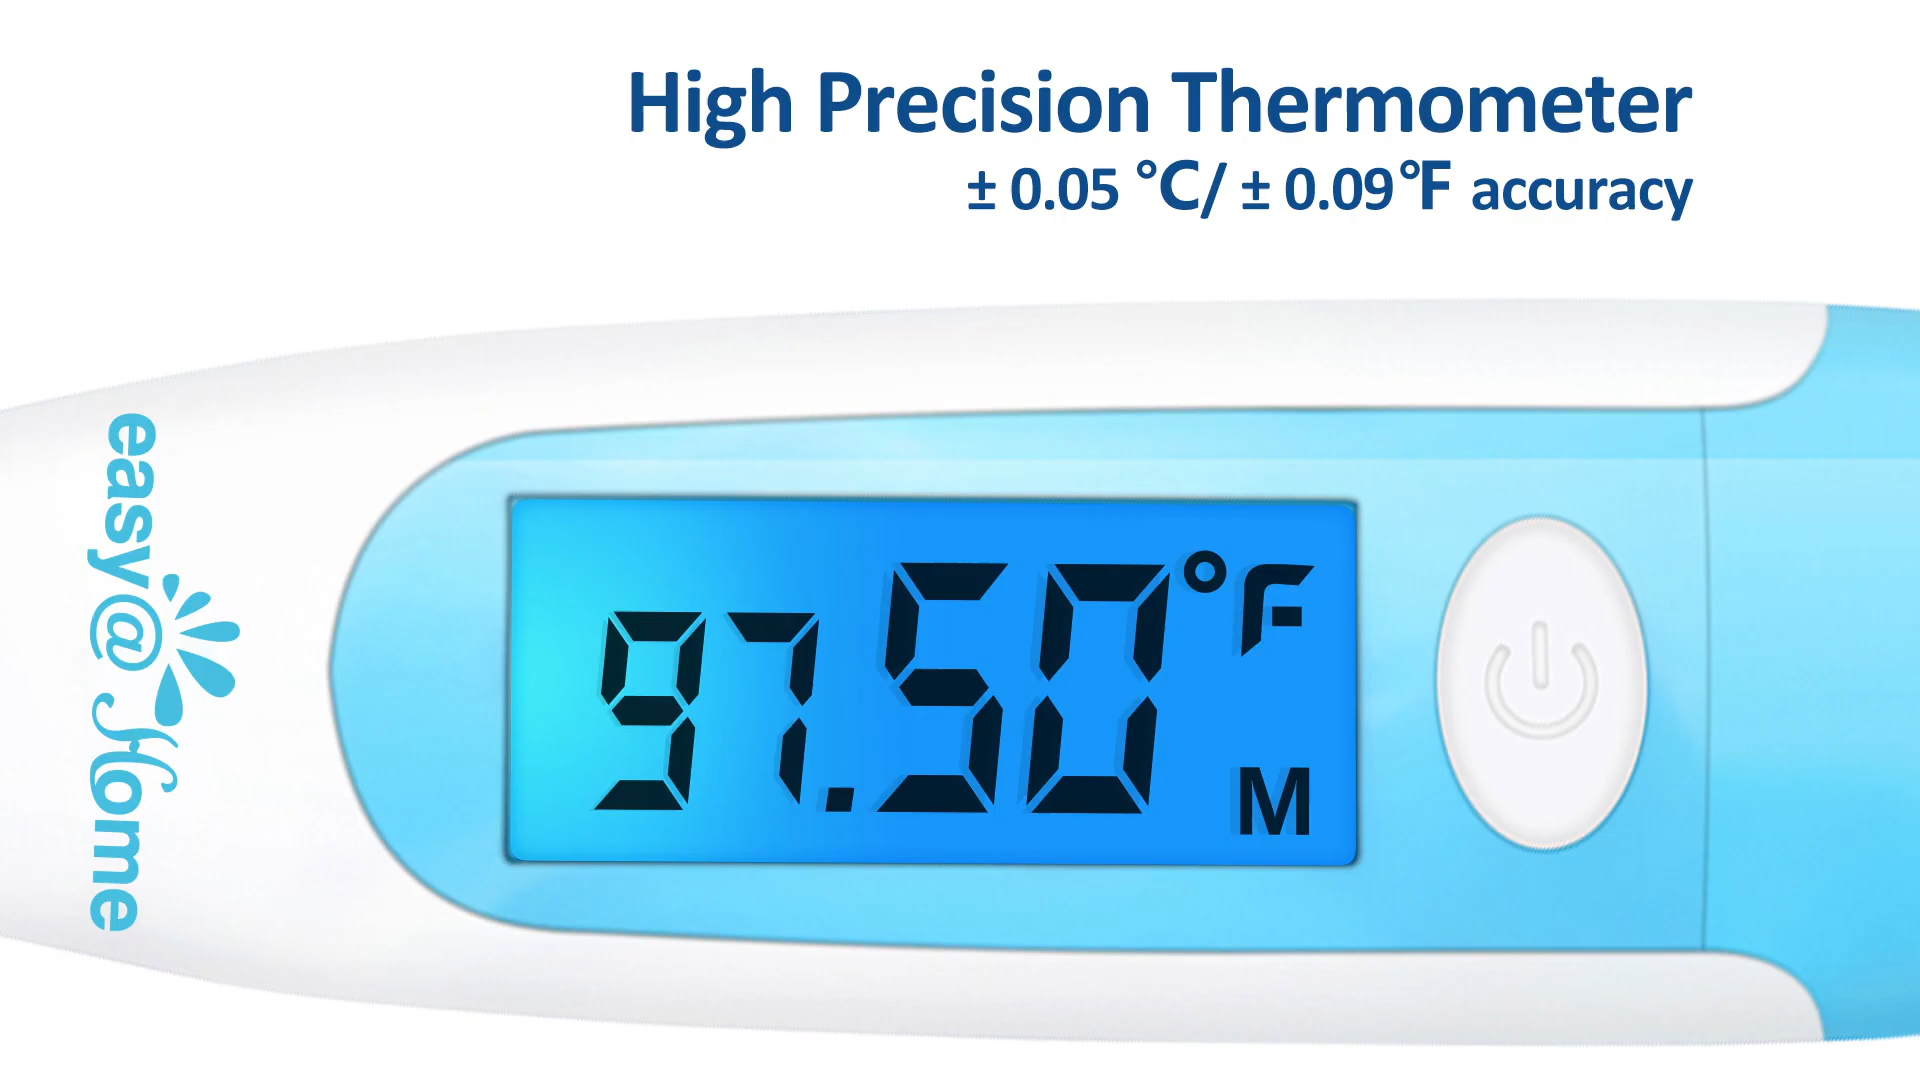 High Precision Thermometer
± 0.05 °C/ ± 0.09°F accuracy
easy@Home
97.50°F
M